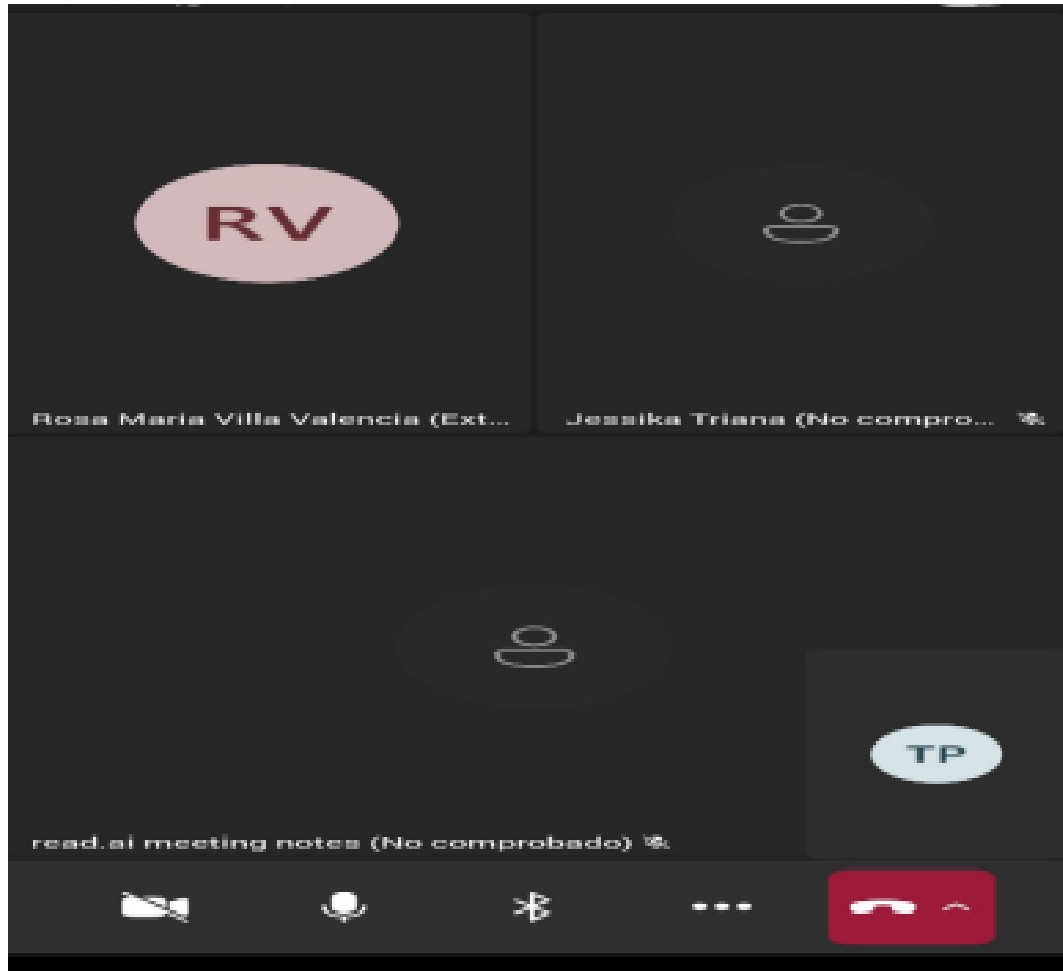 RV
Rosa Maria Villa Valencia (Ext...
Jessika Triana (No compro...
TP
read.ai meeting notes (No comprobado)